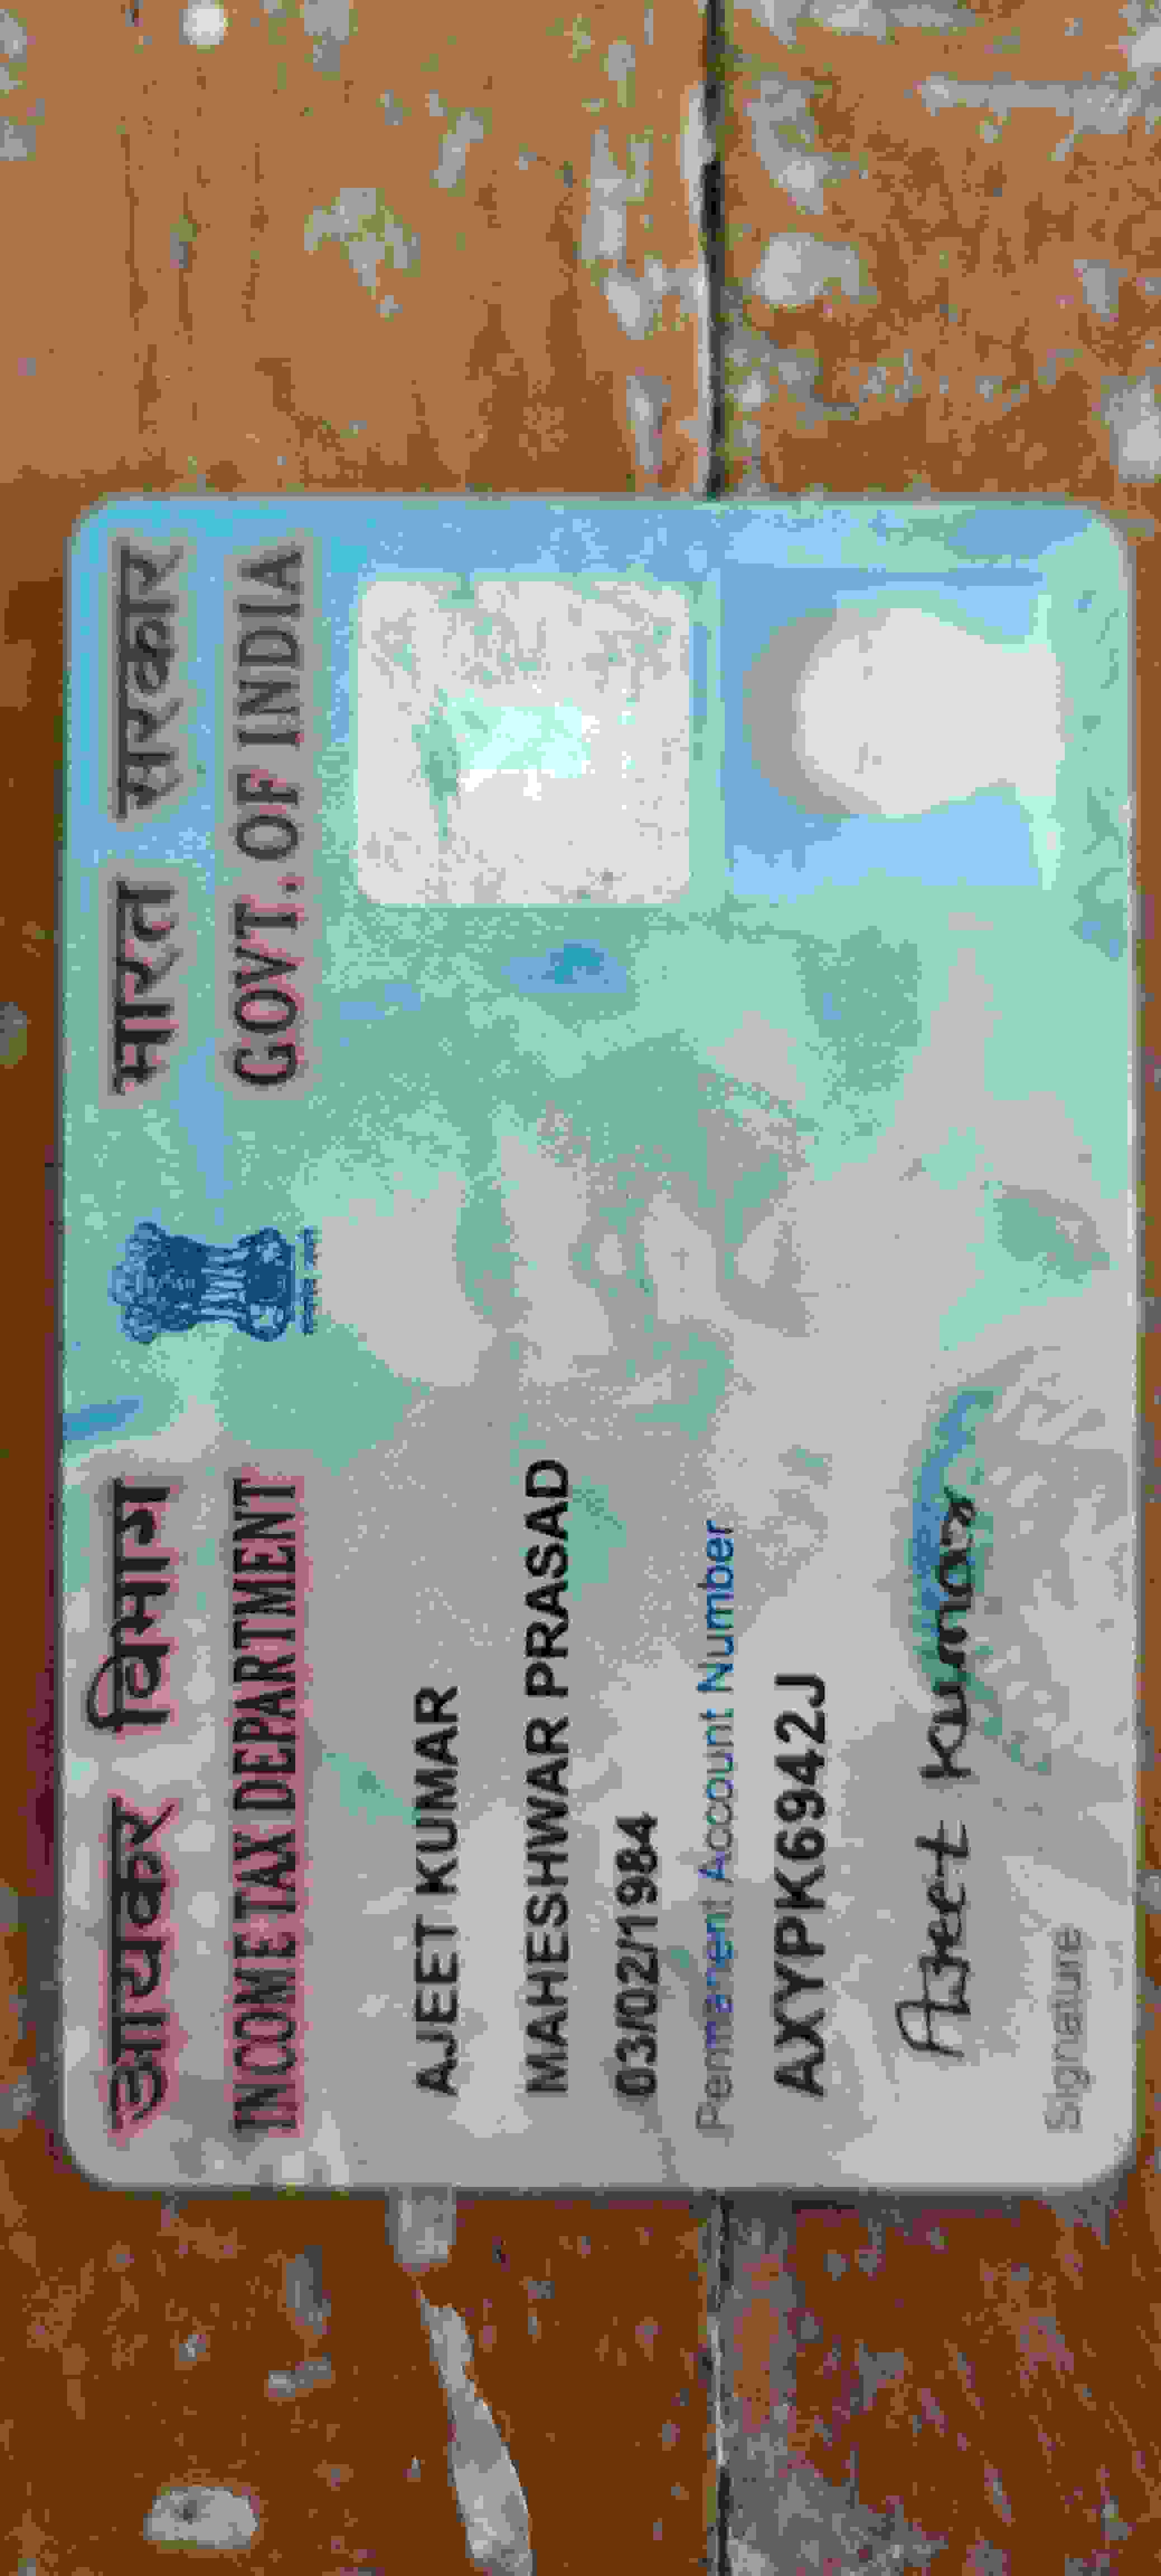 आयकर विभाग
INCOME TAX DEPARTMENT
भारत सरकार
GOVT. OF INDIA
AJEET KUMAR
MAHESHWAR PRASAD
03/02/1984
Permanent Account Number
AXYPK6942J
Ajeet Kumar
Signature